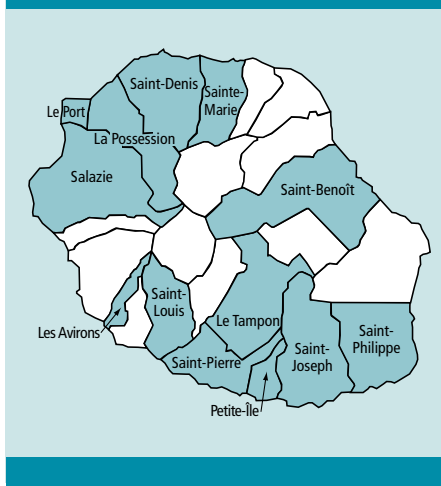 Saint-Denis
Sainte-
Marie
Le Port
La Possession
Salazie
Saint-Benoît
Saint-
Louis
Les Avirons
Le Tampon
Saint-
Philippe
Saint-
Joseph
Saint-Pierre
Petite-Île